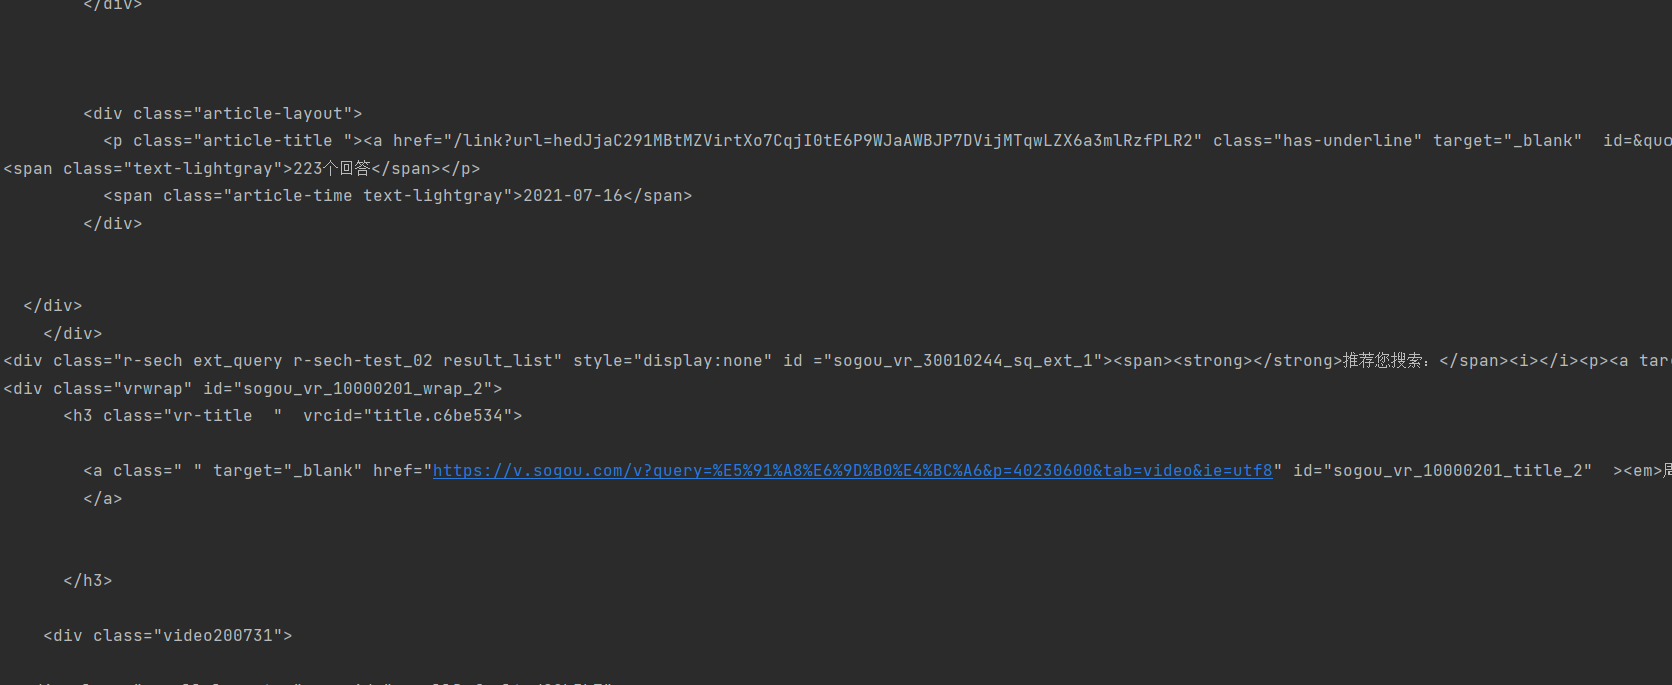 </div>
<div class="article-layout">
<p class="article-title "><a href="/link?url=hedJjaC291MBtMZVirtXo7CqjI0tE6P9WJaAWBJP7DVijMTqwLZX6a3mlRzfPLR2" class="has-underline" target="_blank"  id=&quo
<span class="text-lightgray">223个回答</span></p>
<span class="article-time text-lightgray">2021-07-16</span>
</div>
</div>
</div>
<div class="r-sech ext_query r-sech-test_02 result_list" style="display:none" id ="sogou_vr_30010244_sq_ext_1"><span><strong></strong>推荐您搜索：</span><i></i><p><a tar
<div class="vrwrap" id="sogou_vr_10000201_wrap_2">
<h3 class="vr-title  "  vrcid="title.c6be534">
<a class=" " target="_blank" href="https://v.sogou.com/v?query=%E5%91%A8%E6%9D%B0%E4%BC%A6&p=40230600&tab=video&ie=utf8" id="sogou_vr_10000201_title_2"  ><em>
</a>
</h3>
<div class="video200731">